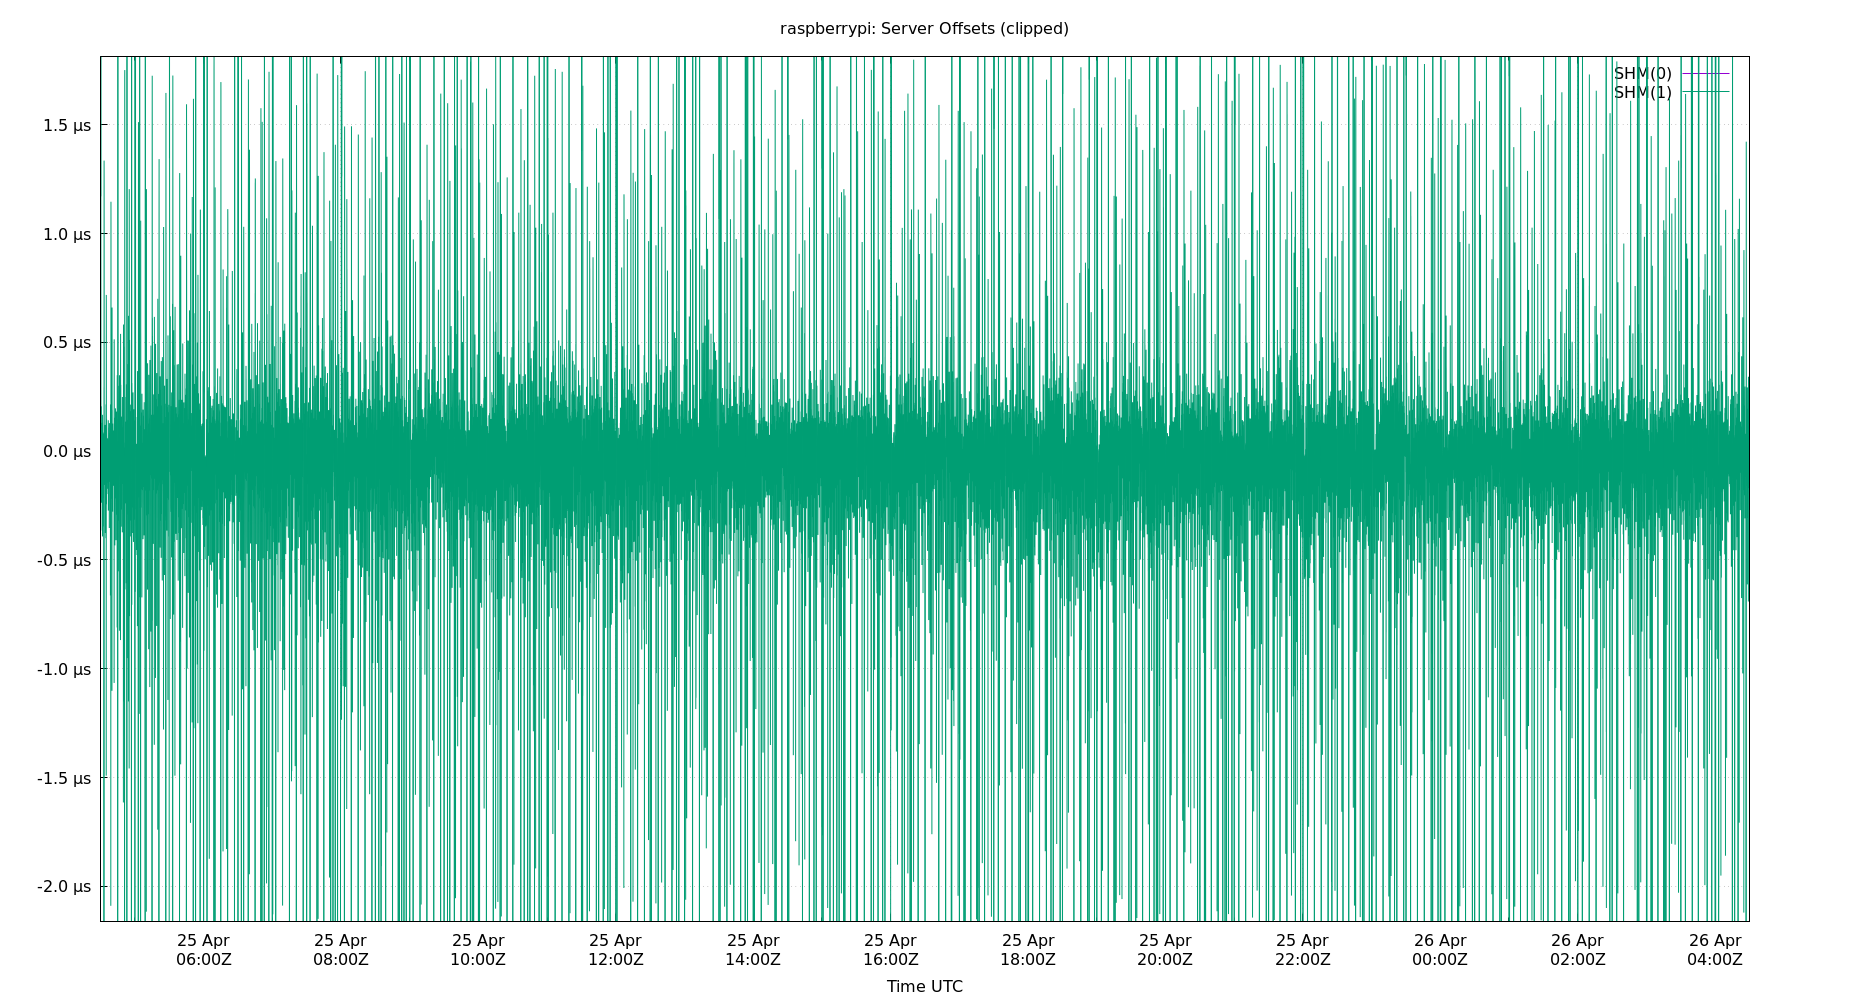 raspberrypi: Server Offsets (clipped)
SHM(0)
SHM(1)
1.5 µs
1.0 µs
0.5 µs
0.0 µs
-0.5 µs
-1.0 µs
-1.5 µs
-2.0 µs
25 Apr 25 Apr 25 Apr 25 Apr 25 Apr 25 Apr 25 Apr 25 Apr 25 Apr 26 Apr 26 Apr 26 Apr
06:00Z 08:00Z 10:00Z 12:00Z 14:00Z 16:00Z 18:00Z 20:00Z 22:00Z 00:00Z 02:00Z 04:00Z
Time UTC